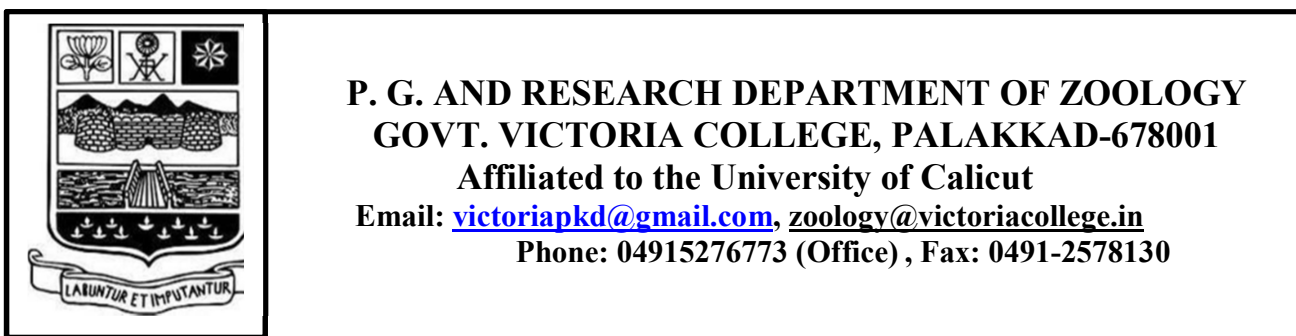 P. G. AND RESEARCH DEPARTMENT OF ZOOLOGY
GOVT. VICTORIA COLLEGE, PALAKKAD-678001
Affiliated to the University of Calicut
Email: victoriapkd@gmail.com, zoology@victoriacollege.in
Phone: 04915276773 (Office) , Fax: 0491-2578130
LABUNTUR ET IMPUTANTUR